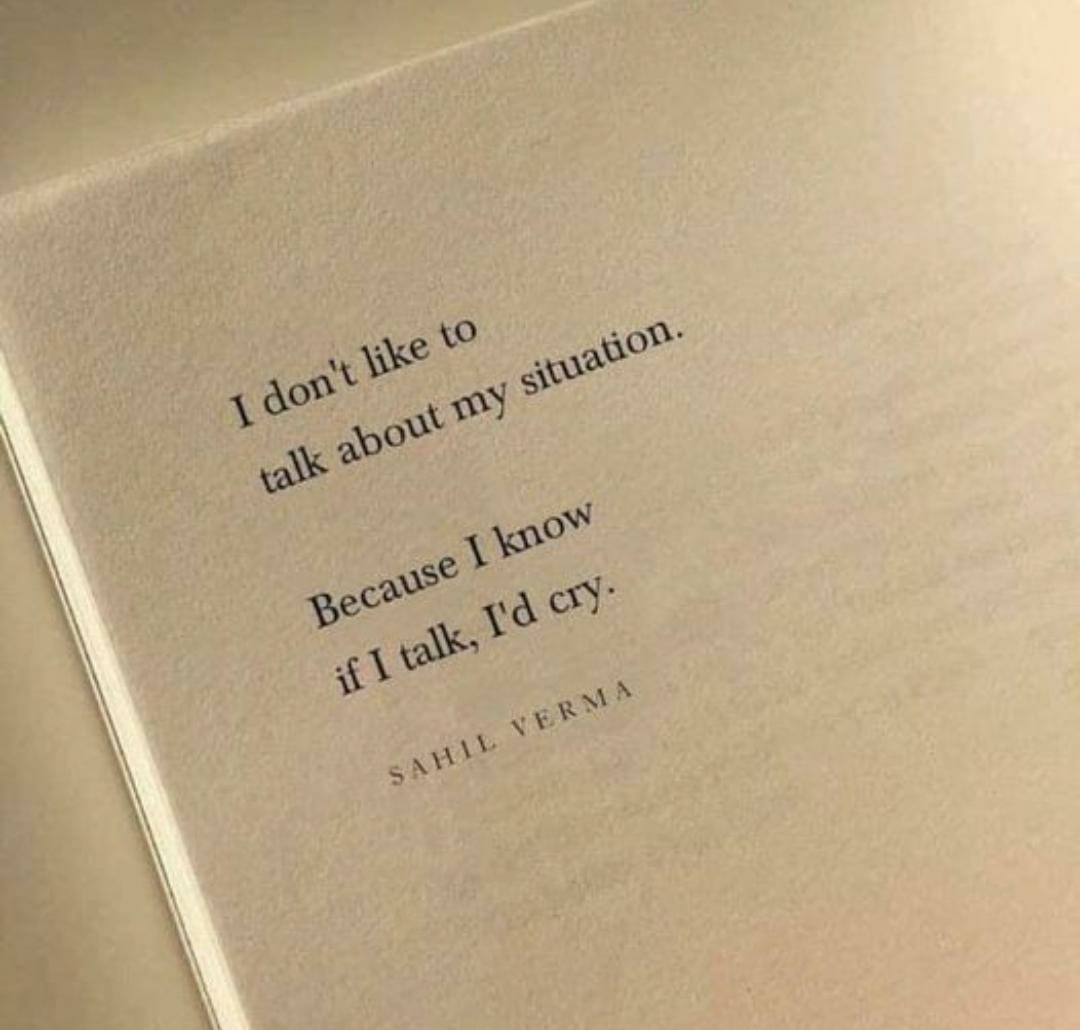 I don't like to
talk about my situation.
Because I know
if I talk, I'd cry.
SAHIL VERMA